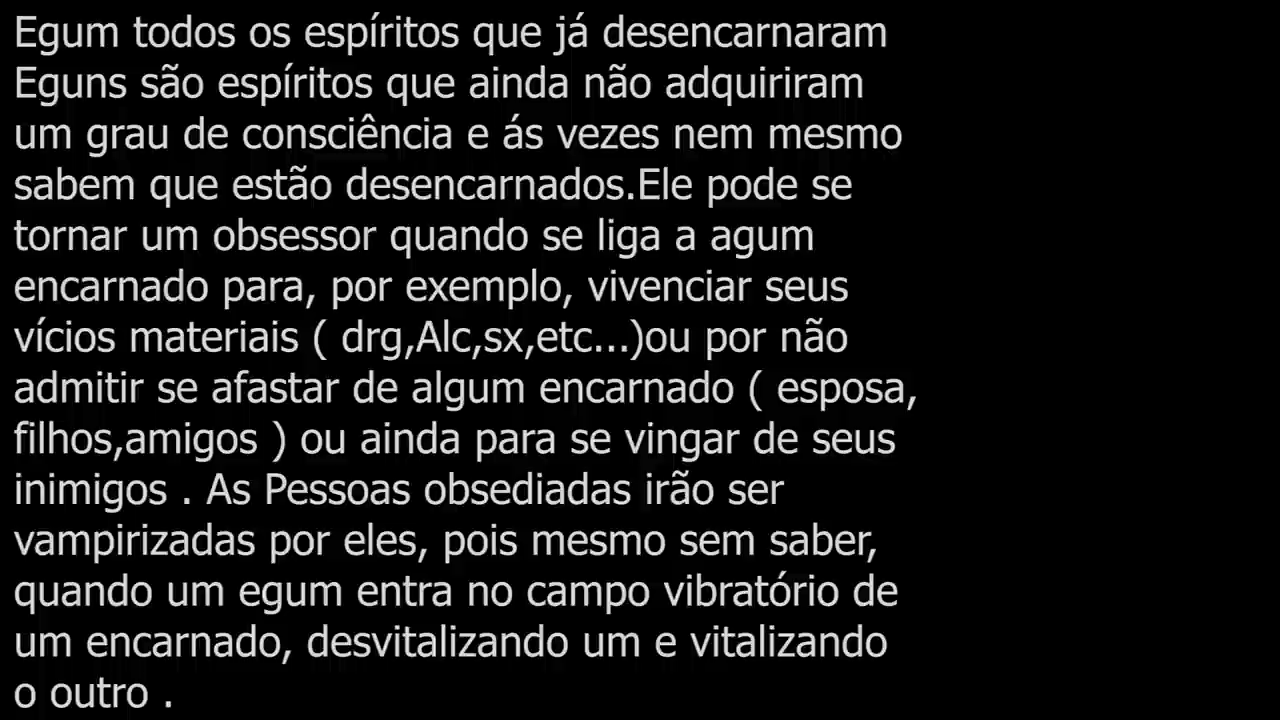 Egum todos os espíritos que já desencarnaram
Eguns são espíritos que ainda não adquiriram
um grau de consciência e ás vezes nem mesmo
sabem que estão desencarnados.Ele pode se
tornar um obsessor quando se liga a agum
encarnado para, por exemplo, vivenciar seus
vícios materiais ( drg,Alc,sx,etc...)ou por não
admitir se afastar de algum encarnado ( esposa,
filhos,amigos ) ou ainda para se vingar de seus
inimigos . As Pessoas obsediadas irão ser
vampirizadas por eles, pois mesmo sem saber,
quando um egum entra no campo vibratório de
um encarnado, desvitalizando um e vitalizando
o outro .